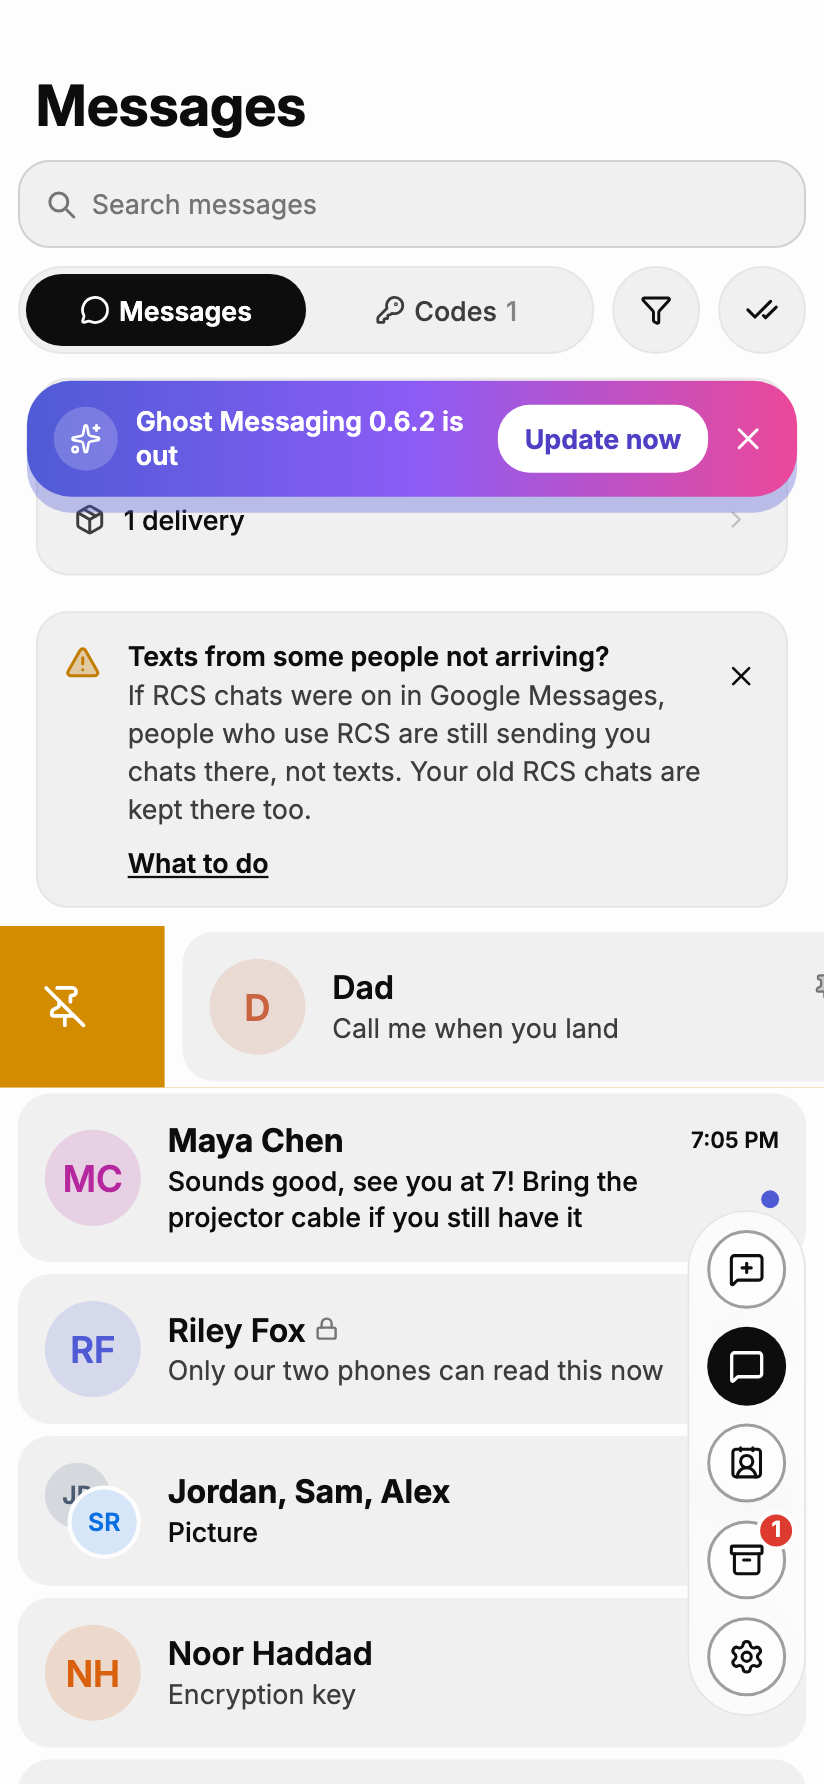 Messages
Search messages
Messages
Codes 1
Ghost Messaging 0.6.2 is
out
Update now
1 delivery
Texts from some people not arriving?
If RCS chats were on in Google Messages,
people who use RCS are still sending you
chats there, not texts. Your old RCS chats are
kept there too.
What to do
D
Dad
Call me when you land
MC
Maya Chen
7:05 PM
Sounds good, see you at 7! Bring the
projector cable if you still have it
RF
Riley Fox
Only our two phones can read this now
SR
Jordan, Sam, Alex
Picture
1
NH
Noor Haddad
Encryption key